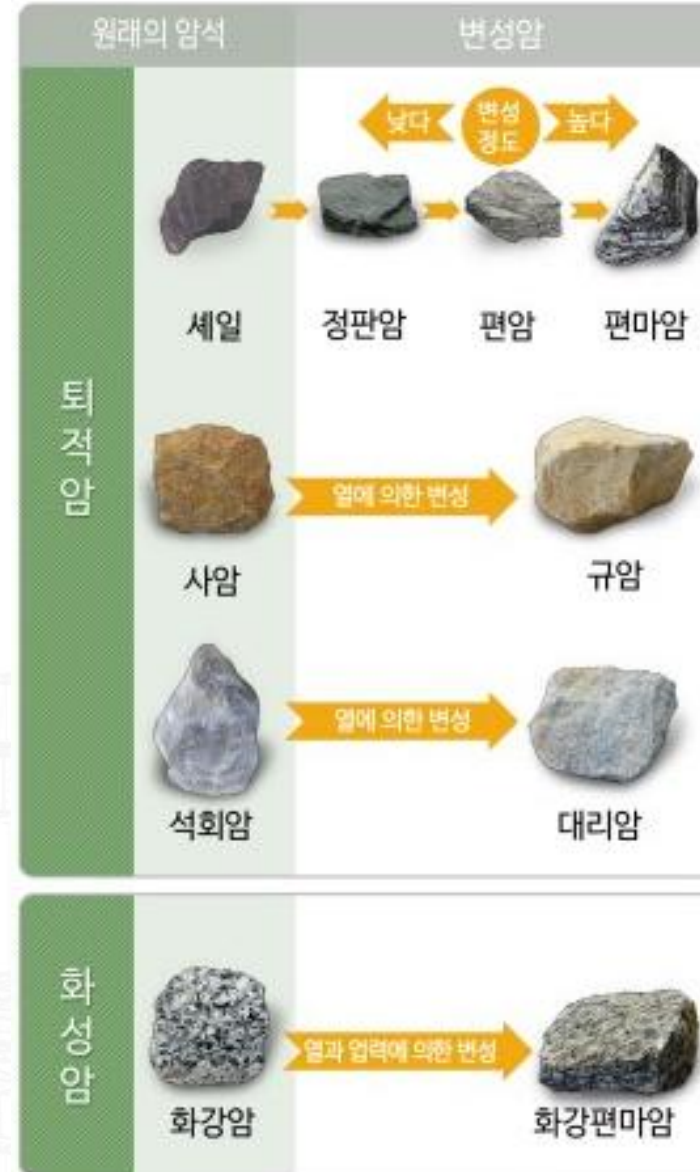 원래의 암석
변성암
낮다
변성
정도
높다
셰일
정판암
편암
편마암
퇴적암
열에 의한 변성
사암
규암
열에 의한 변성
석회암
대리암
화성암
열과 업력에 의한 변성
화강암
화강편마암